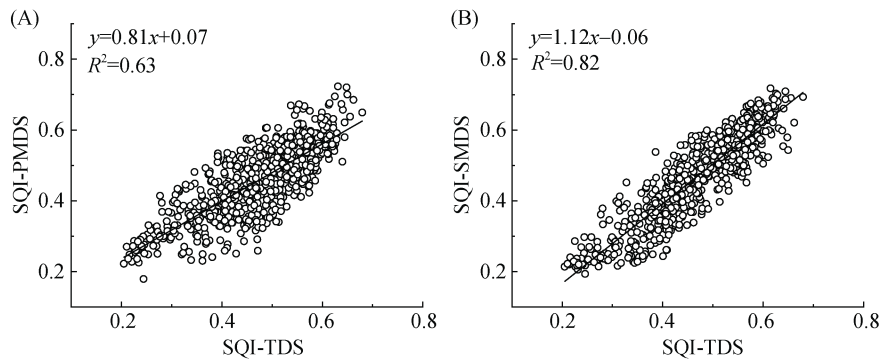 (A)
y=0.81x+0.07
R²=0.63
SQI-PMDS
0.8
0.6
0.4
0.2
0.2 0.4 0.6 0.8
SQI-TDS
(B)
y=1.12x–0.06
R²=0.82
SQI-SMDS
0.8
0.6
0.4
0.2
0.2 0.4 0.6 0.8
SQI-TDS